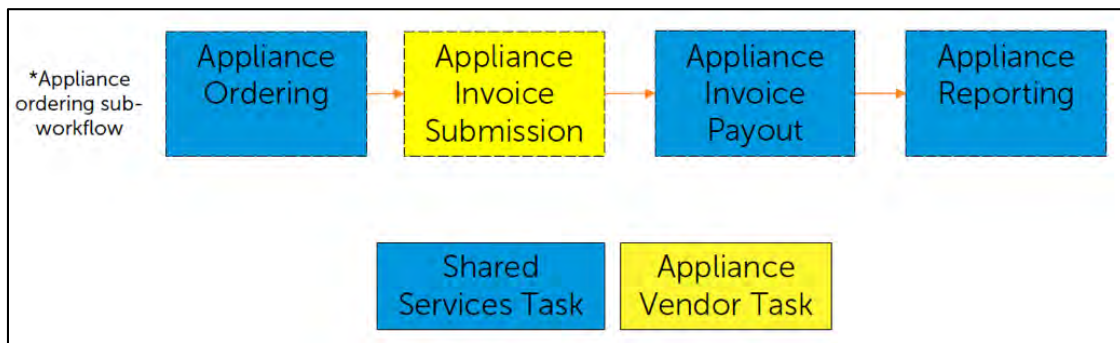 *Appliance
ordering sub-
workflow
Appliance
Ordering
Appliance
Invoice
Submission
Appliance
Invoice
Payout
Appliance
Reporting
Shared
Services Task
Appliance
Vendor Task